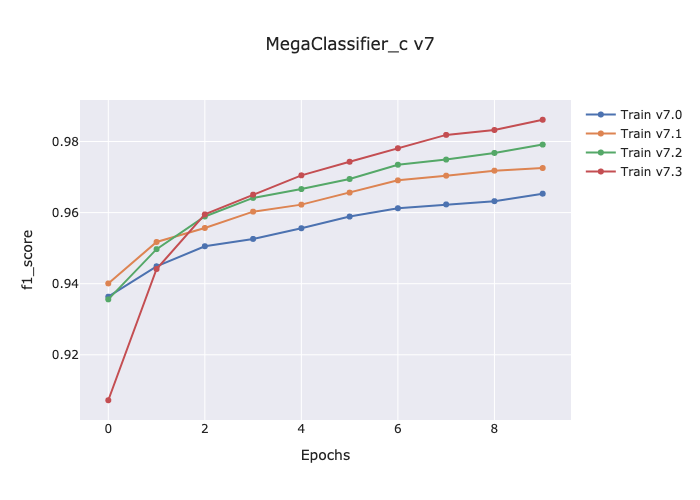 MegaClassifier_c v7
Train v7.0
Train v7.1
Train v7.2
Train v7.3
f1_score
0.98
0.96
0.94
0.92
0 2 4 6 8
Epochs